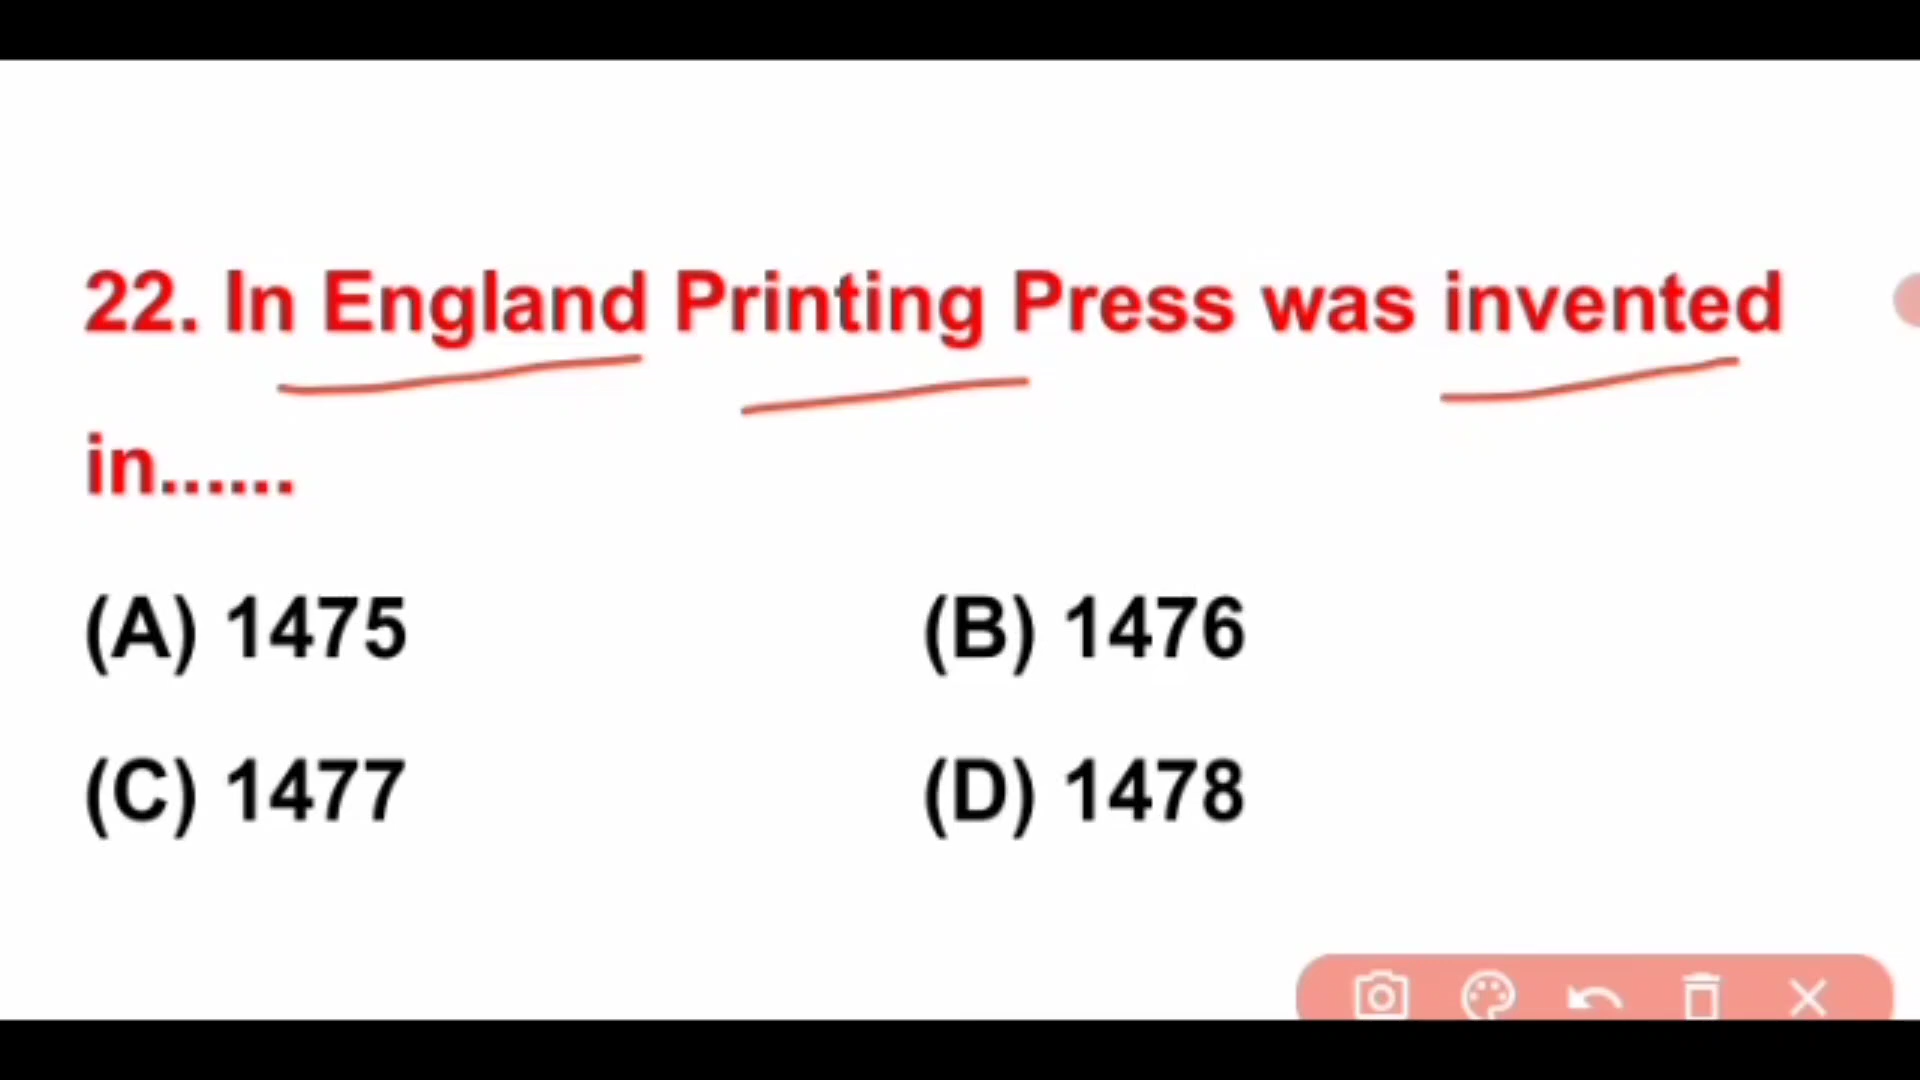 22. In England Printing Press was invented
in......
(A) 1475 (B) 1476
(C) 1477 (D) 1478